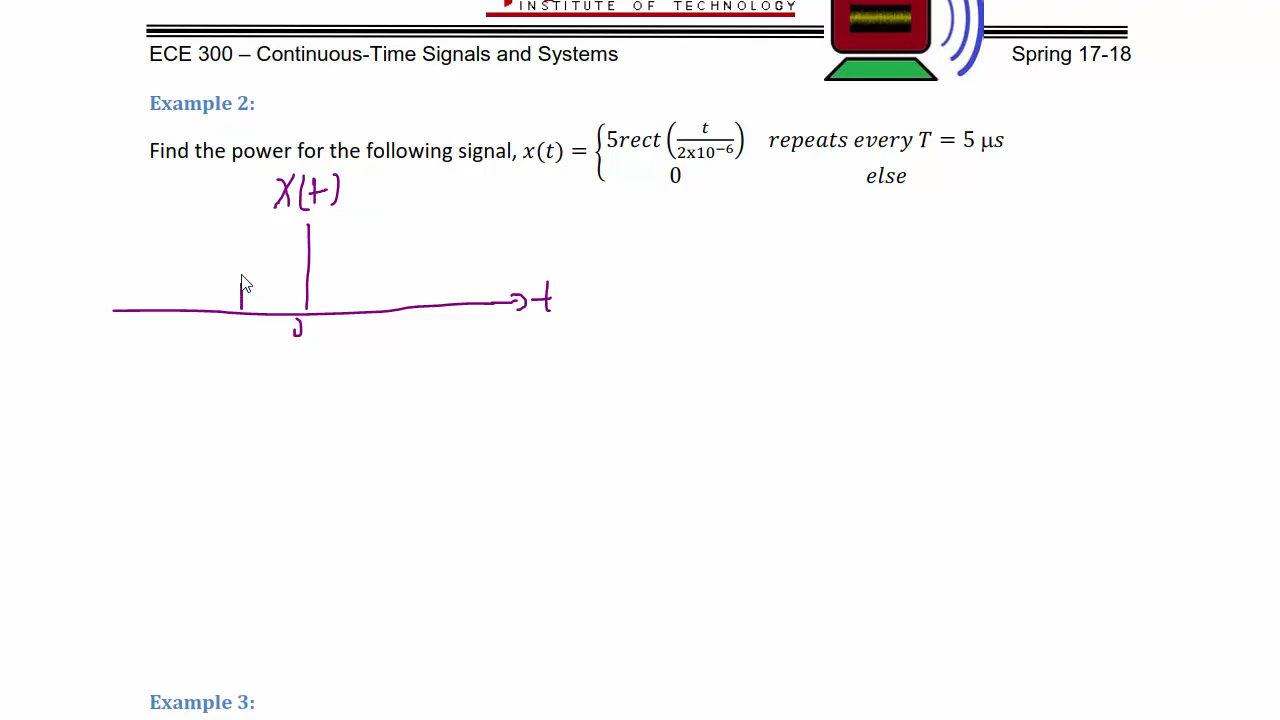 INSTITUTE OF TECHNOLOGY
ECE 300 – Continuous-Time Signals and Systems Spring 17-18
Example 2:
Find the power for the following signal, x(t) = { 5rect(t/2x10⁻⁶) repeats every T = 5 μs
0 else
X(t)
t
0
Example 3: